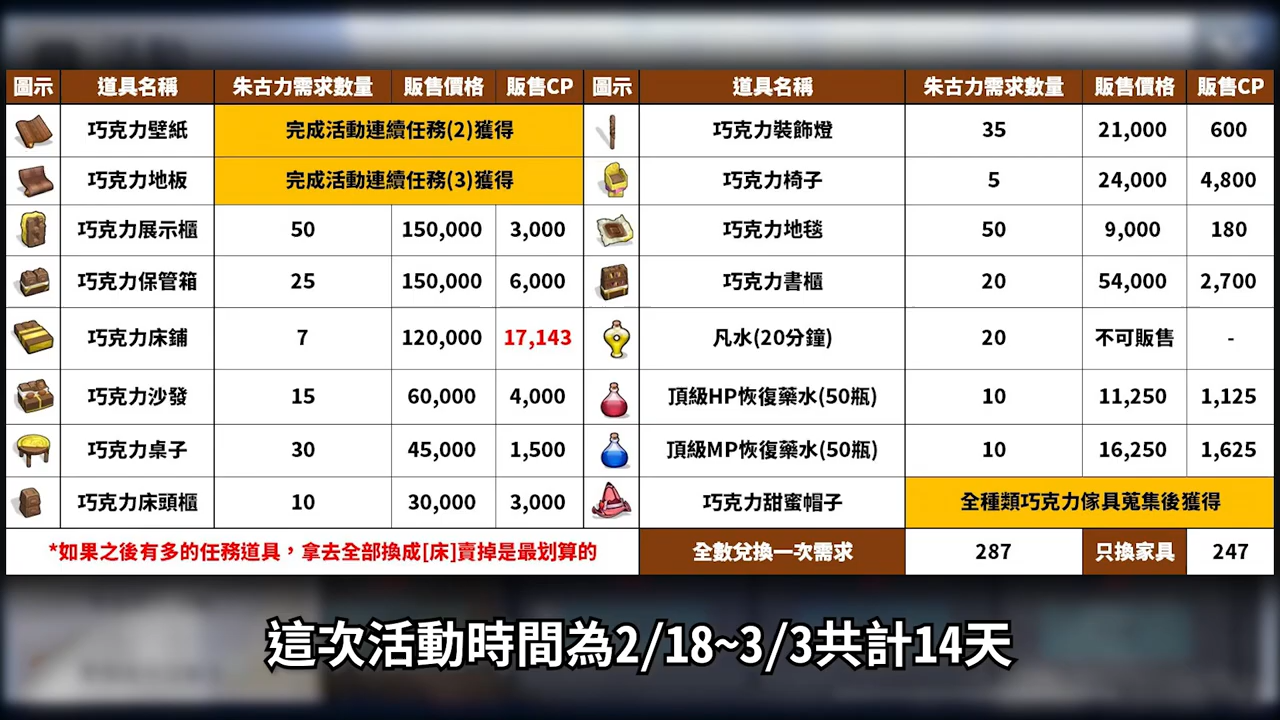 圖示 道具名稱 朱古力需求數量 販售價格 販售CP 圖示 道具名稱 朱古力需求數量 販售價格 販售CP
巧克力壁紙 完成活動連續任務(2)獲得 巧克力裝飾燈 35 21,000 600
巧克力地板 完成活動連續任務(3)獲得 巧克力椅子 5 24,000 4,800
巧克力展示櫃 50 150,000 3,000 巧克力地毯 50 9,000 180
巧克力保管箱 25 150,000 6,000 巧克力書櫃 20 54,000 2,700
巧克力床鋪 7 120,000 17,143 凡水(20分鐘) 20 不可販售 -
巧克力沙發 15 60,000 4,000 頂級HP恢復藥水(50瓶) 10 11,250 1,125
巧克力桌子 30 45,000 1,500 頂級MP恢復藥水(50瓶) 10 16,250 1,625
巧克力床頭櫃 10 30,000 3,000 巧克力甜蜜帽子 全種類巧克力傢具蒐集後獲得
*如果之後有多的任務道具，拿去全部換成[床]賣掉是最划算的 全數兌換一次需求 287 只換家具 247
這次活動時間為2/18~3/3共計14天